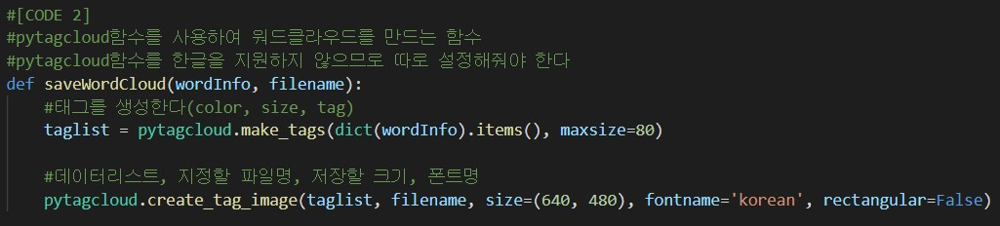 #[CODE 2]
#pytagcloud함수를 사용하여 워드클라우드를 만드는 함수
#pytagcloud함수를 한글을 지원하지 않으므로 따로 설정해줘야 한다
def saveWordCloud(wordInfo, filename):
    #태그를 생성한다(color, size, tag)
    taglist = pytagcloud.make_tags(dict(wordInfo).items(), maxsize=80)
    #데이터리스트, 지정할 파일명, 저장할 크기, 폰트명
    pytagcloud.create_tag_image(taglist, filename, size=(640, 480), fontname='korean', rectangular=False)